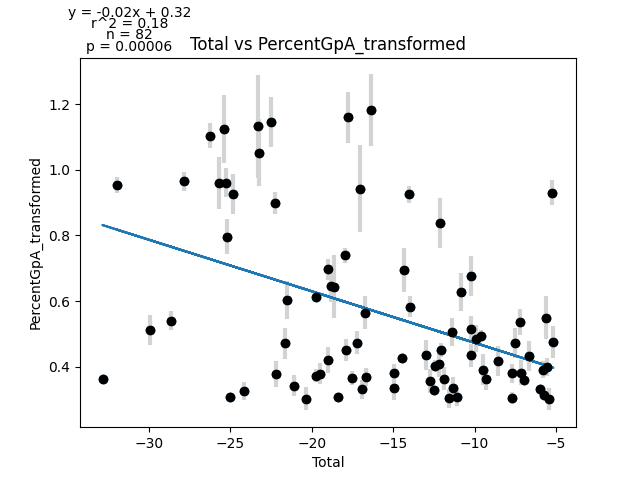 y = -0.02x + 0.32
r^2 = 0.18
n = 82
p = 0.00006
Total vs PercentGpA_transformed
1.2
1.0
0.8
0.6
0.4
PercentGpA_transformed
−30
−25
−20
−15
−10
−5
Total